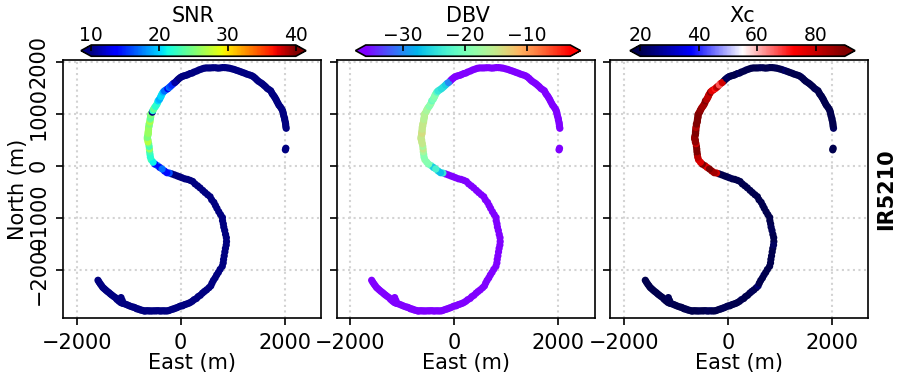 SNR
10 20 30 40
DBV
−30 −20 −10
Xc
20 40 60 80
North (m)
2000
1000
0
−1000
−2000
−2000 0 2000
East (m)
−2000 0 2000
East (m)
−2000 0 2000
East (m)
IR5210